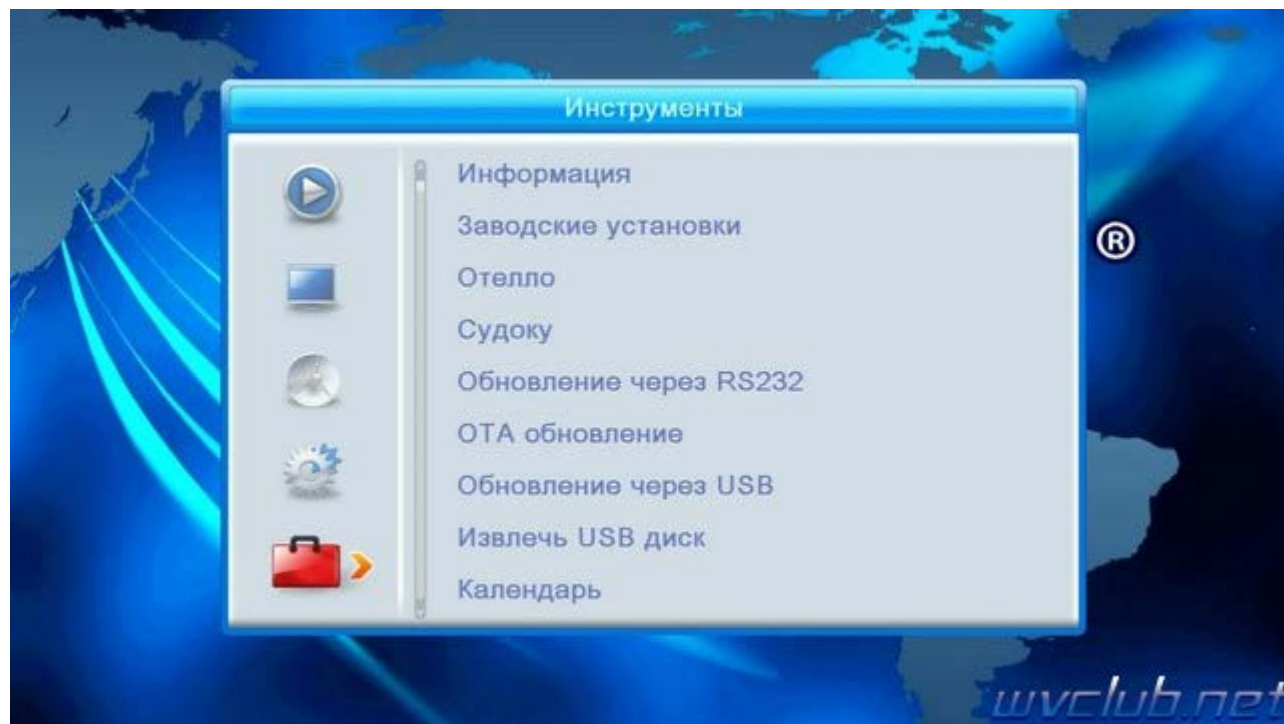 Инструменты
Информация
Заводские установки
®
Отелло
Судоку
Обновление через RS232
OTA обновление
Обновление через USB
Извлечь USB диск
Календарь
wvclub.net